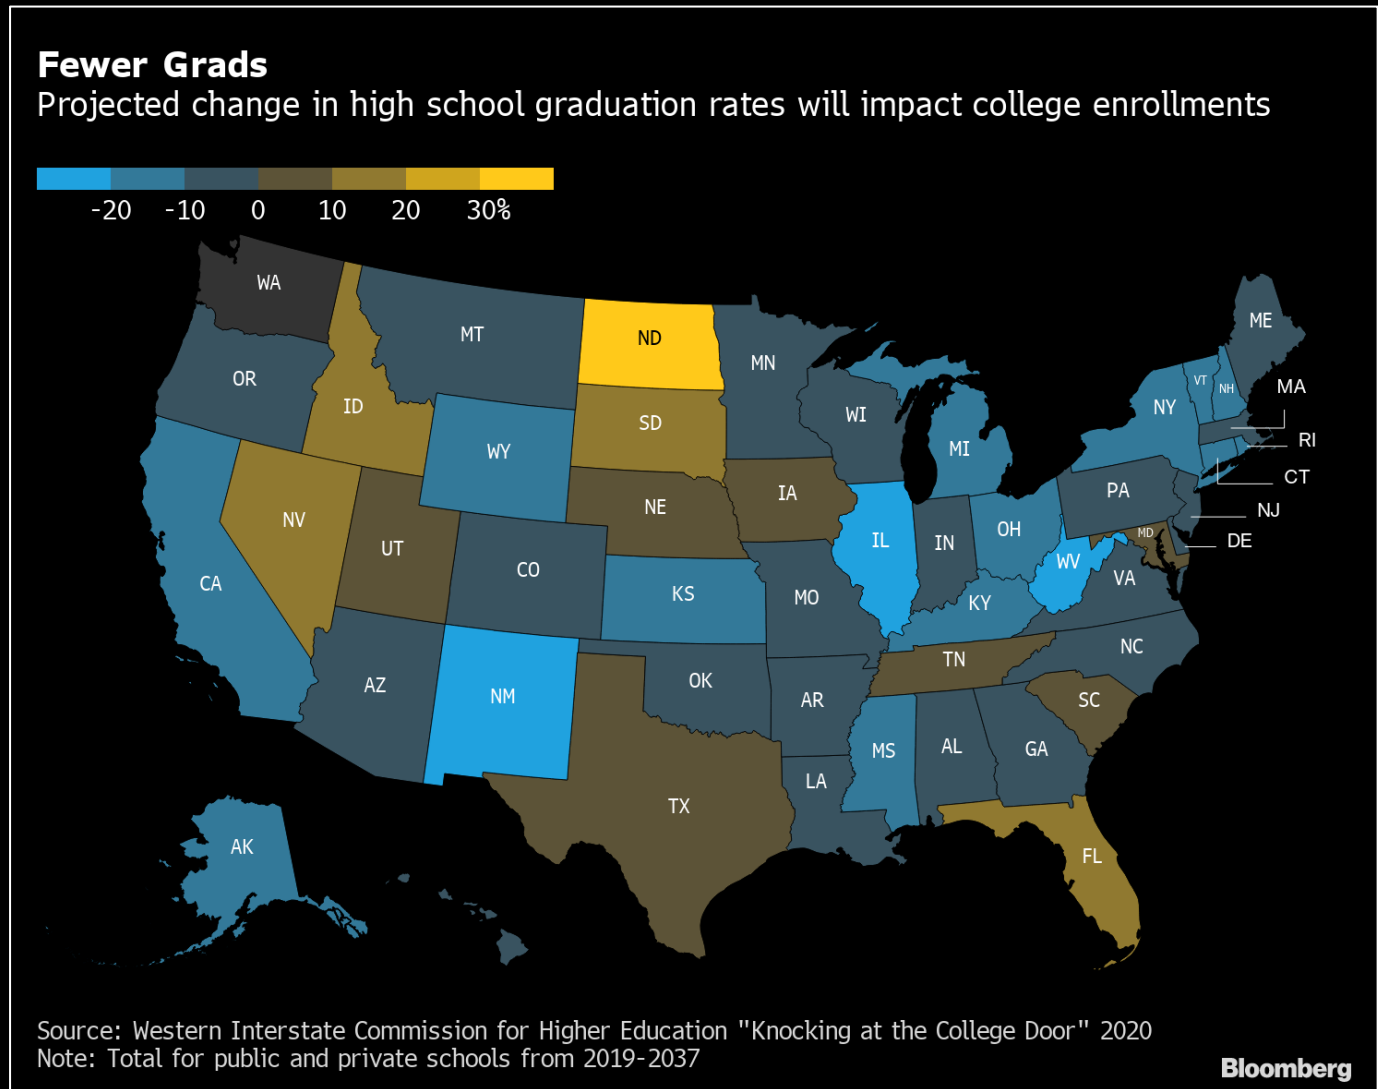 Fewer Grads
Projected change in high school graduation rates will impact college enrollments
-20 -10 0 10 20 30%
WA
MT
ND
ME
MN
OR
VT
NH
MA
ID
NY
WI
SD
RI
WY
MI
CT
IA
PA
NE
NJ
NV
OH
MD
IL
IN
DE
UT
WV
CO
VA
CA
KS
MO
KY
NC
TN
AZ
OK
NM
AR
SC
MS
AL
GA
LA
TX
AK
FL
Source: Western Interstate Commission for Higher Education "Knocking at the College Door" 2020
Note: Total for public and private schools from 2019-2037
Bloomberg